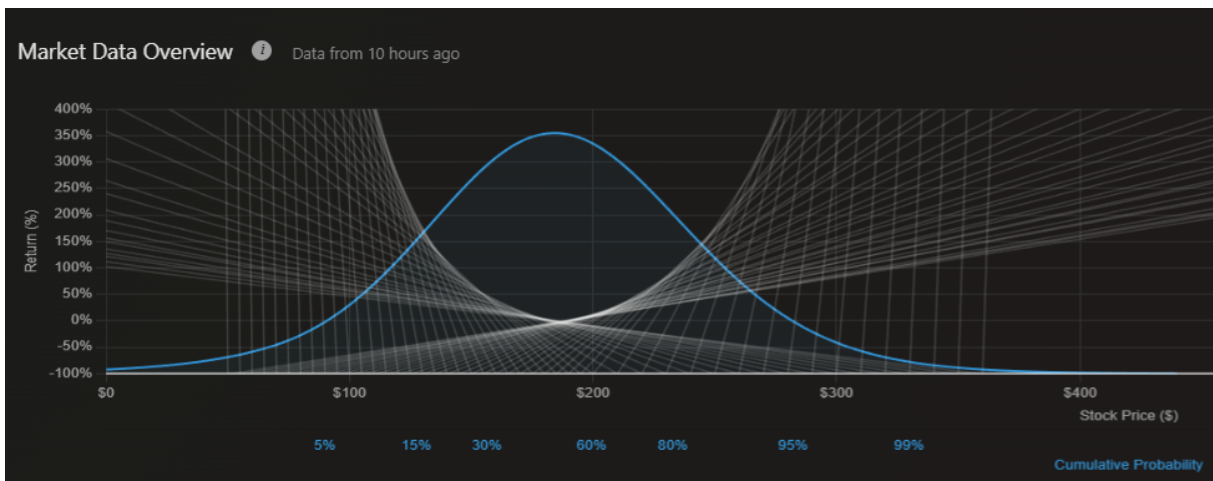 Market Data Overview i Data from 10 hours ago
400%
350%
300%
250%
200%
150%
100%
50%
0%
-50%
-100%
Return (%)
$0 $100 $200 $300 $400
Stock Price ($)
5% 15% 30% 60% 80% 95% 99%
Cumulative Probability